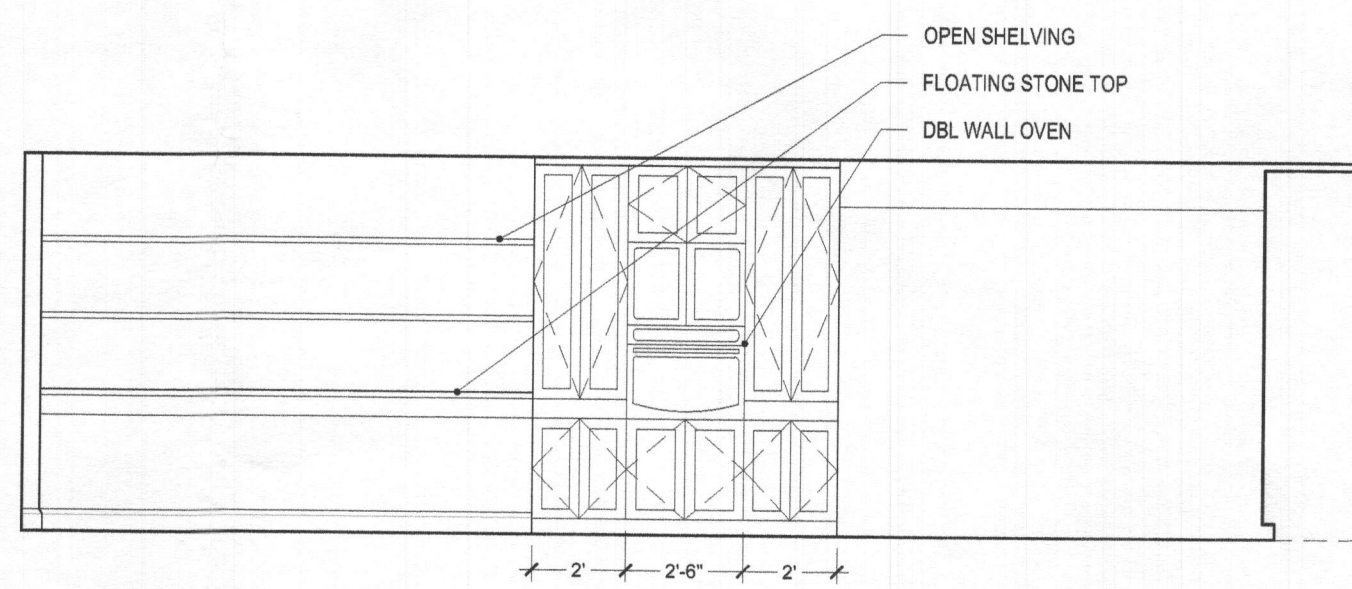 OPEN SHELVING
FLOATING STONE TOP
DBL WALL OVEN
2' 2'-6" 2'